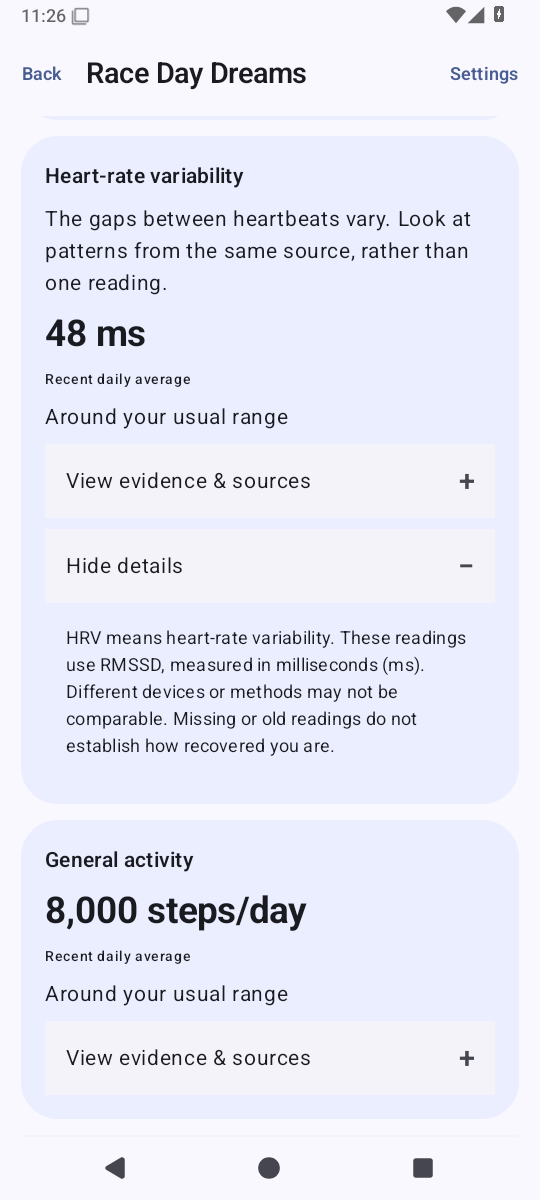 11:26
Back
Race Day Dreams
Settings
Heart-rate variability
The gaps between heartbeats vary. Look at
patterns from the same source, rather than
one reading.
48 ms
Recent daily average
Around your usual range
View evidence & sources +
Hide details −
HRV means heart-rate variability. These readings
use RMSSD, measured in milliseconds (ms).
Different devices or methods may not be
comparable. Missing or old readings do not
establish how recovered you are.
General activity
8,000 steps/day
Recent daily average
Around your usual range
View evidence & sources +